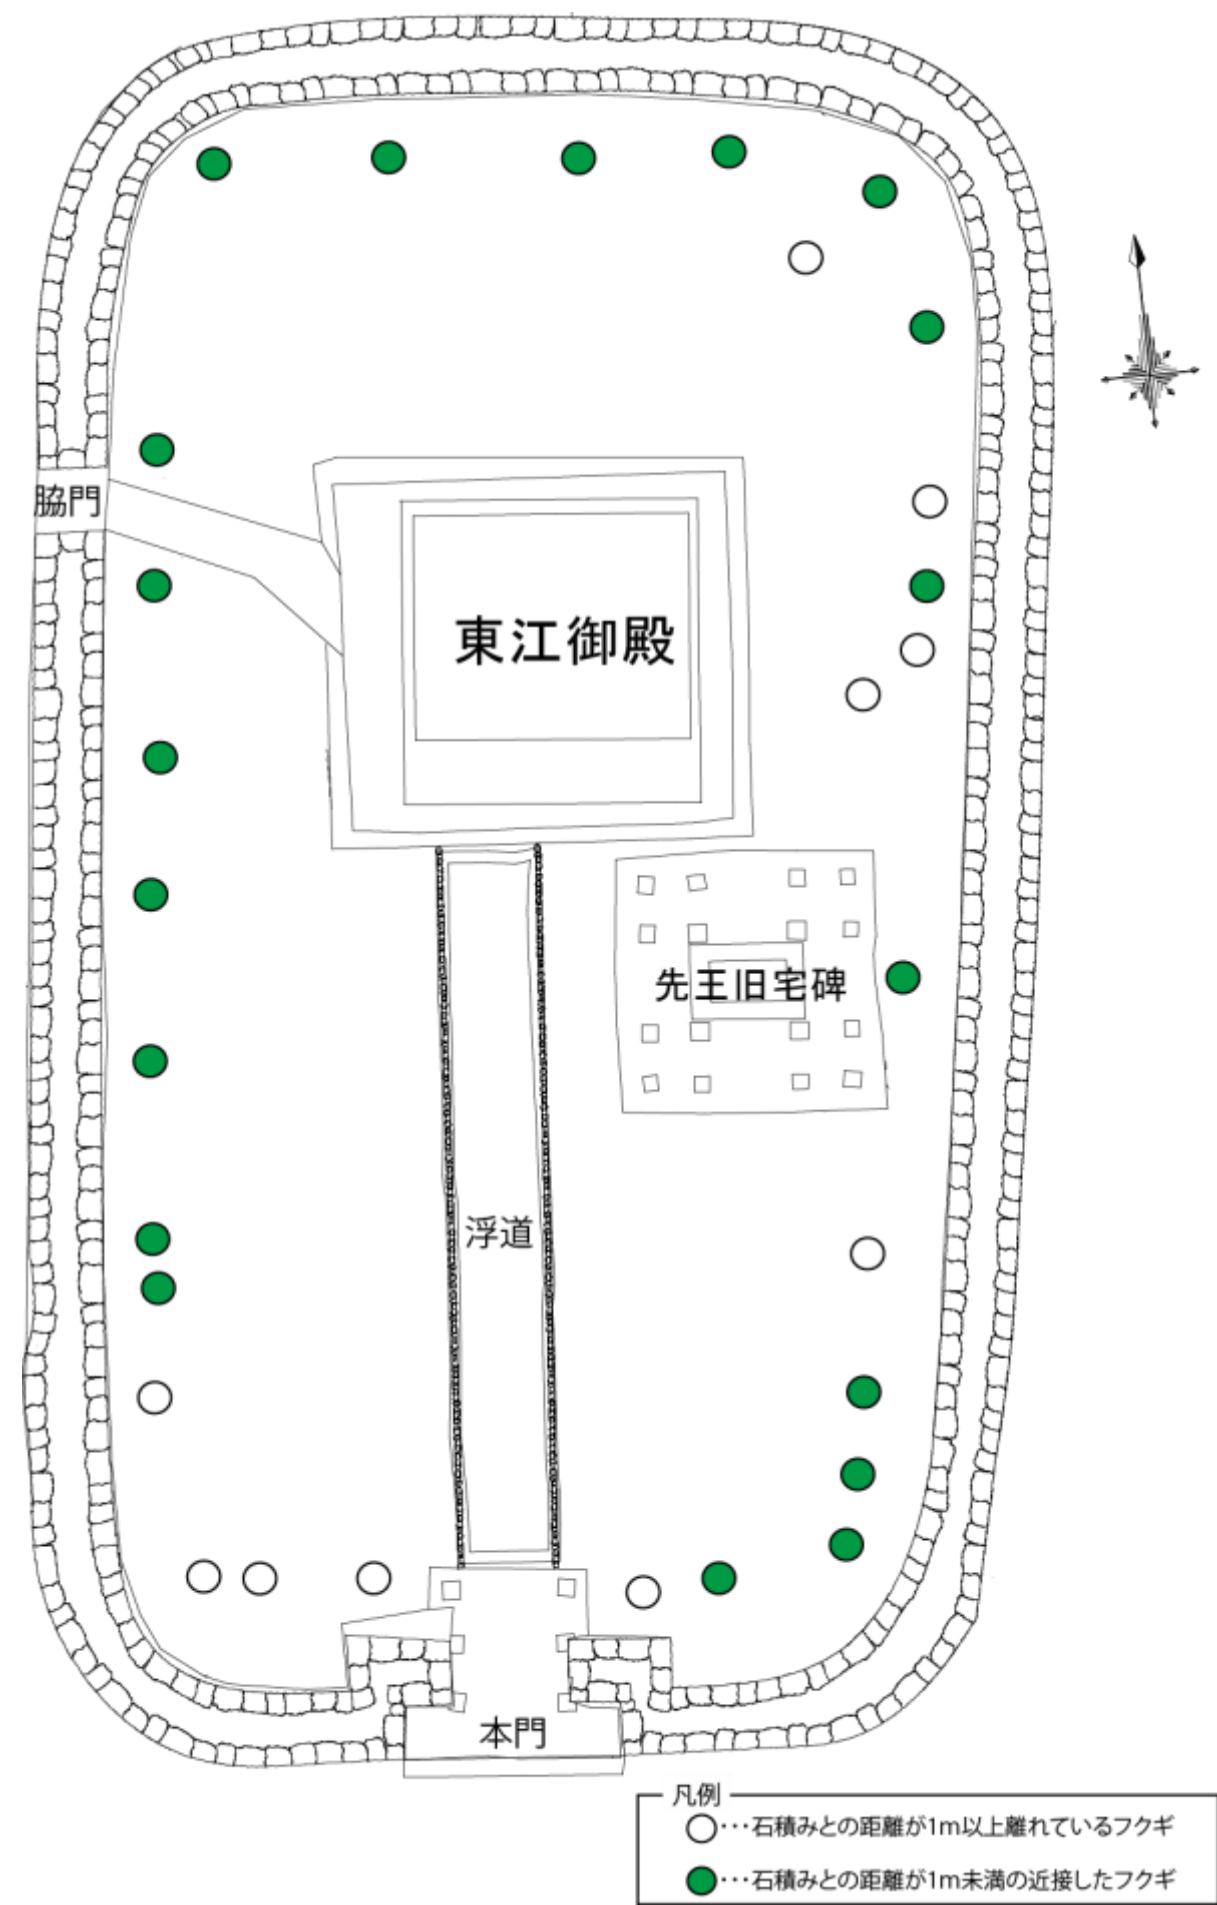 脇門
東江御殿
先王旧宅碑
浮道
本門
凡例
○･･･石積みとの距離が1m以上離れているフクギ
●･･･石積みとの距離が1m未満の近接したフクギ